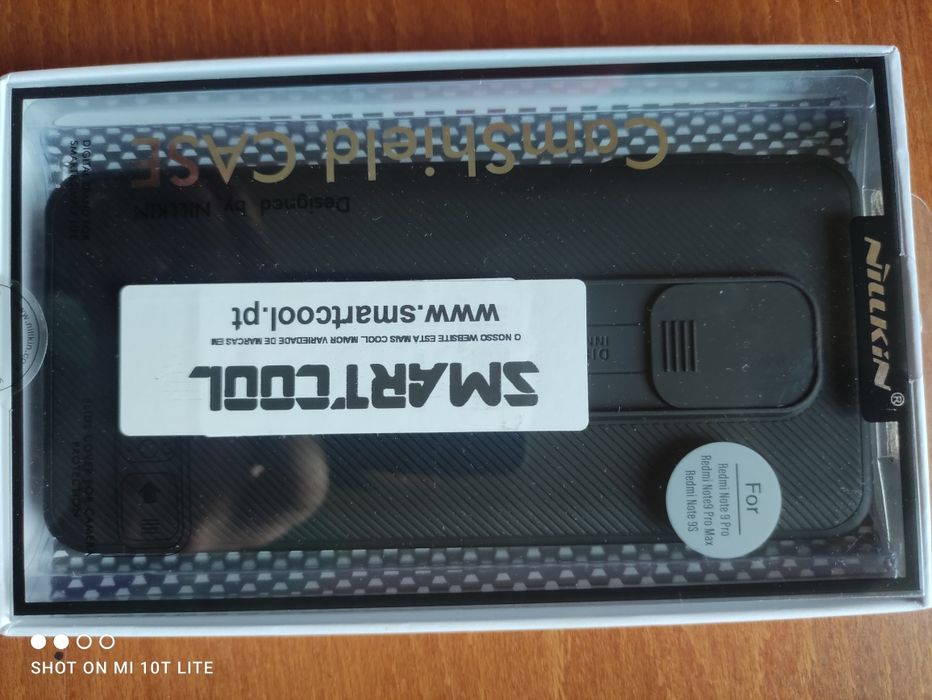 CamShield CASE
Designed by NILLKIN
NILLKIN®
www.smartcool.pt
O NOSSO WEBSITE ESTÁ MAIS COOL. MAIOR VARIEDADE DE MARCAS EM
SMARTCOOL
For
Redmi Note 9 Pro
Redmi Note9 Pro Max
Redmi Note 9S
SHOT ON MI 10T LITE